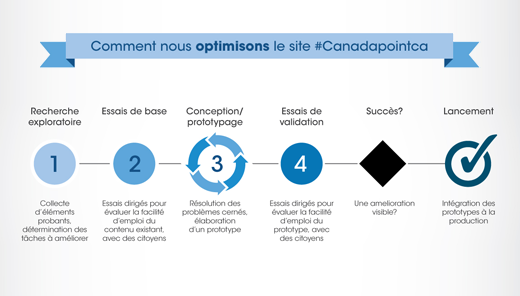 Comment nous optimisons le site #Canadapointca
Recherche
exploratoire
1
Collecte
d'éléments
probants,
détermination des
tâches à améliorer
Essais de base
2
Essais dirigés pour
évaluer la facilité
d'emploi du
contenu existant,
avec des citoyens
Conception/
prototypage
3
Résolution des
problèmes cernés,
élaboration
d'un prototype
Essais de
validation
4
Essais dirigés pour
évaluer la facilité
d'emploi du
prototype, avec
des citoyens
Succès?
Une amelioration
visible?
Lancement
Intégration des
prototypes à la
production